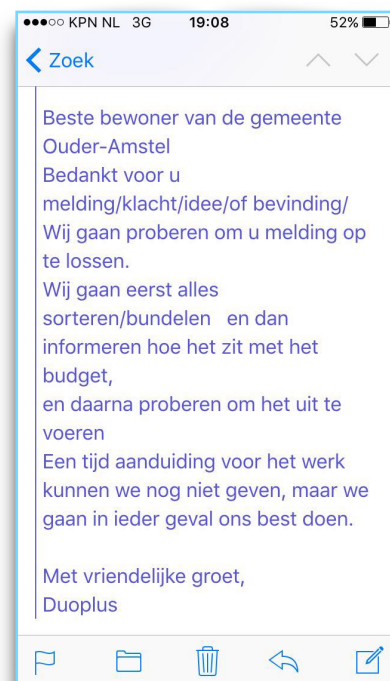 KPN NL 3G 19:08 52%
Zoek
Beste bewoner van de gemeente
Ouder-Amstel
Bedankt voor u
melding/klacht/idee/of bevinding/
Wij gaan proberen om u melding op
te lossen.
Wij gaan eerst alles
sorteren/bundelen en dan
informeren hoe het zit met het
budget,
en daarna proberen om het uit te
voeren
Een tijd aanduiding voor het werk
kunnen we nog niet geven, maar we
gaan in ieder geval ons best doen.
Met vriendelijke groet,
Duoplus